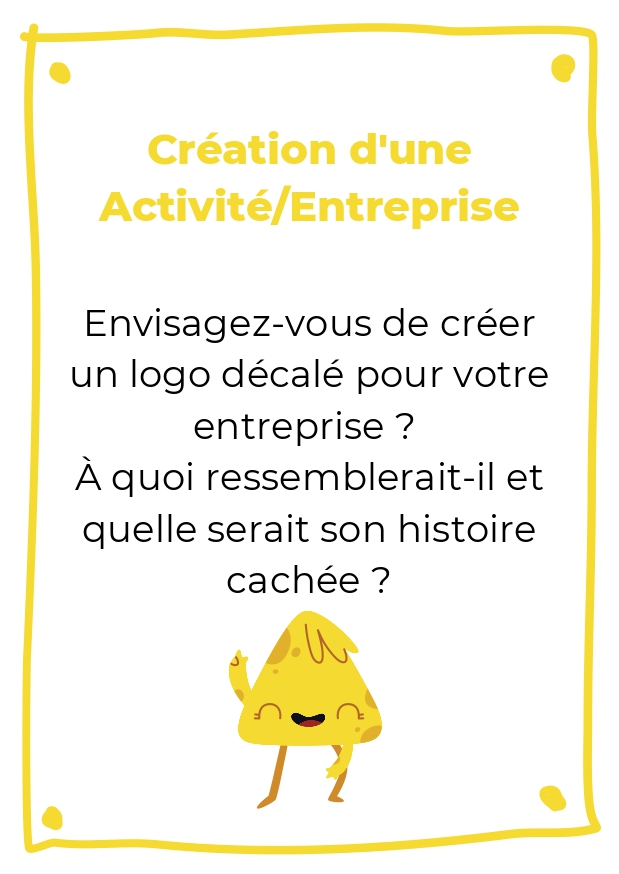 Création d'une
Activité/Entreprise
Envisagez-vous de créer
un logo décalé pour votre
entreprise ?
À quoi ressemblerait-il et
quelle serait son histoire
cachée ?